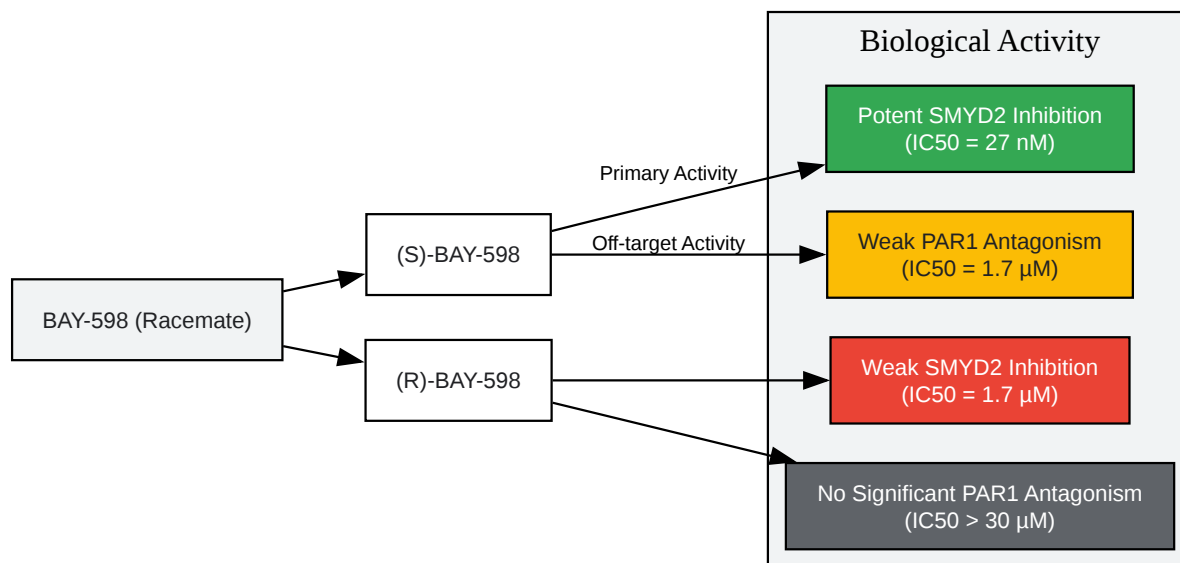 Biological Activity
Potent SMYD2 Inhibition
(IC50 = 27 nM)
Primary Activity
(S)-BAY-598
Off-target Activity
Weak PAR1 Antagonism
(IC50 = 1.7 µM)
BAY-598 (Racemate)
(R)-BAY-598
Weak SMYD2 Inhibition
(IC50 = 1.7 µM)
No Significant PAR1 Antagonism
(IC50 > 30 µM)